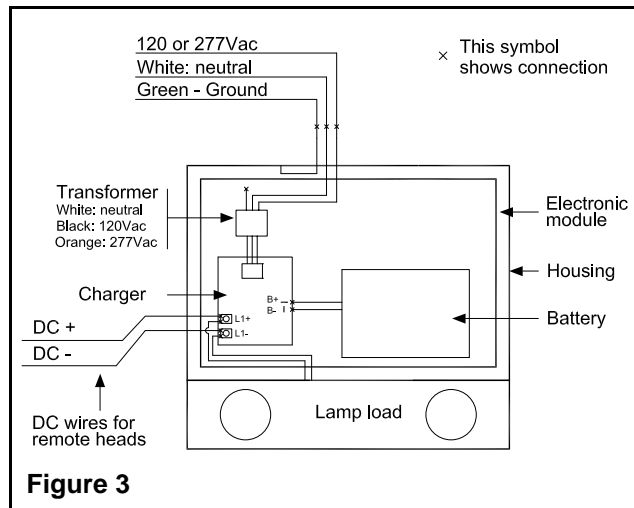 120 or 277Vac
White: neutral
Green - Ground
× This symbol
shows connection
Transformer
White: neutral
Black: 120Vac
Orange: 277Vac
Electronic
module
Housing
Charger
B+
B-
Battery
L1+
L1-
DC +
DC -
DC wires for
remote heads
Lamp load
Figure 3